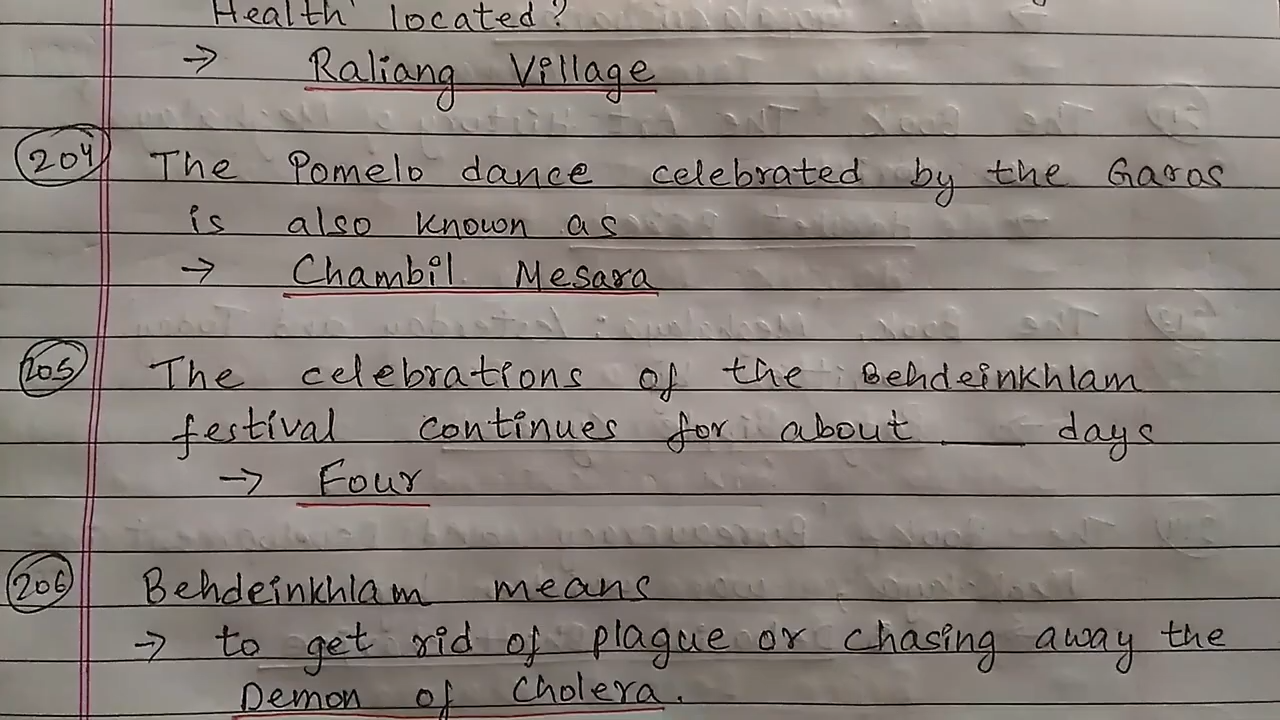 Health located?
→ Raliang Village
204 The Pomelo dance celebrated by the Garos
is also known as
→ Chambil Mesara
205 The celebrations of the Behdeinkhlam
festival continues for about ___ days
→ Four
206 Behdeinkhlam means
→ to get rid of plague or chasing away the
Demon of Cholera.